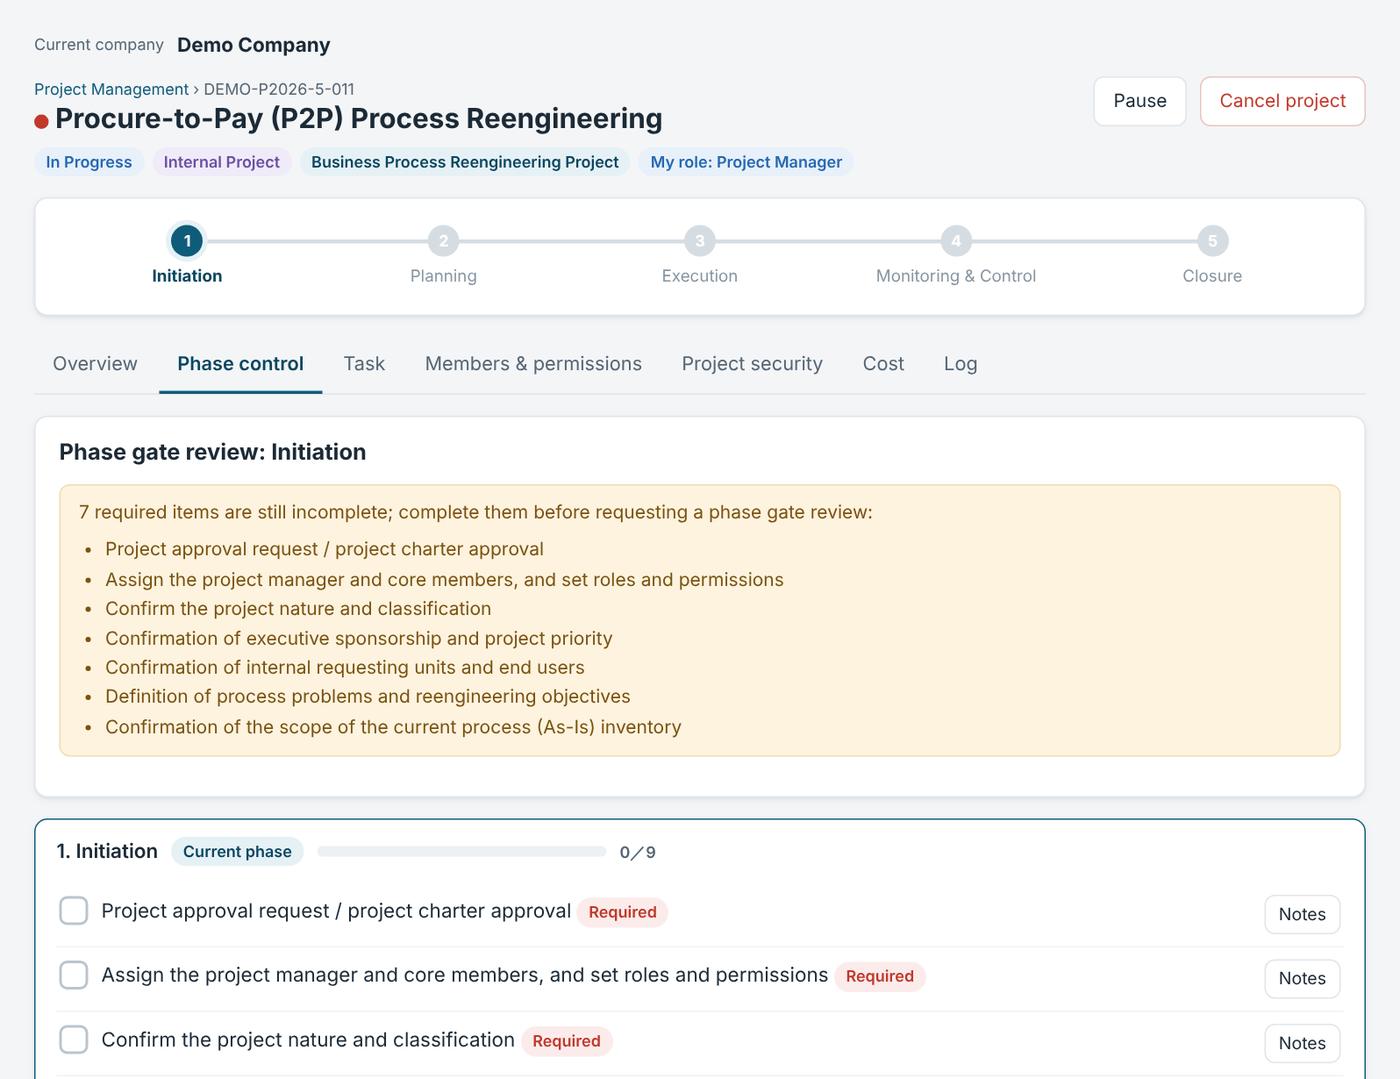 Current company Demo Company
Project Management › DEMO-P2026-5-011
Procure-to-Pay (P2P) Process Reengineering
Pause
Cancel project
In Progress
Internal Project
Business Process Reengineering Project
My role: Project Manager
1
2
3
4
5
Initiation
Planning
Execution
Monitoring & Control
Closure
Overview
Phase control
Task
Members & permissions
Project security
Cost
Log
Phase gate review: Initiation
7 required items are still incomplete; complete them before requesting a phase gate review:
• Project approval request / project charter approval
• Assign the project manager and core members, and set roles and permissions
• Confirm the project nature and classification
• Confirmation of executive sponsorship and project priority
• Confirmation of internal requesting units and end users
• Definition of process problems and reengineering objectives
• Confirmation of the scope of the current process (As-Is) inventory
1. Initiation Current phase 0／9
Project approval request / project charter approval Required Notes
Assign the project manager and core members, and set roles and permissions Required Notes
Confirm the project nature and classification Required Notes